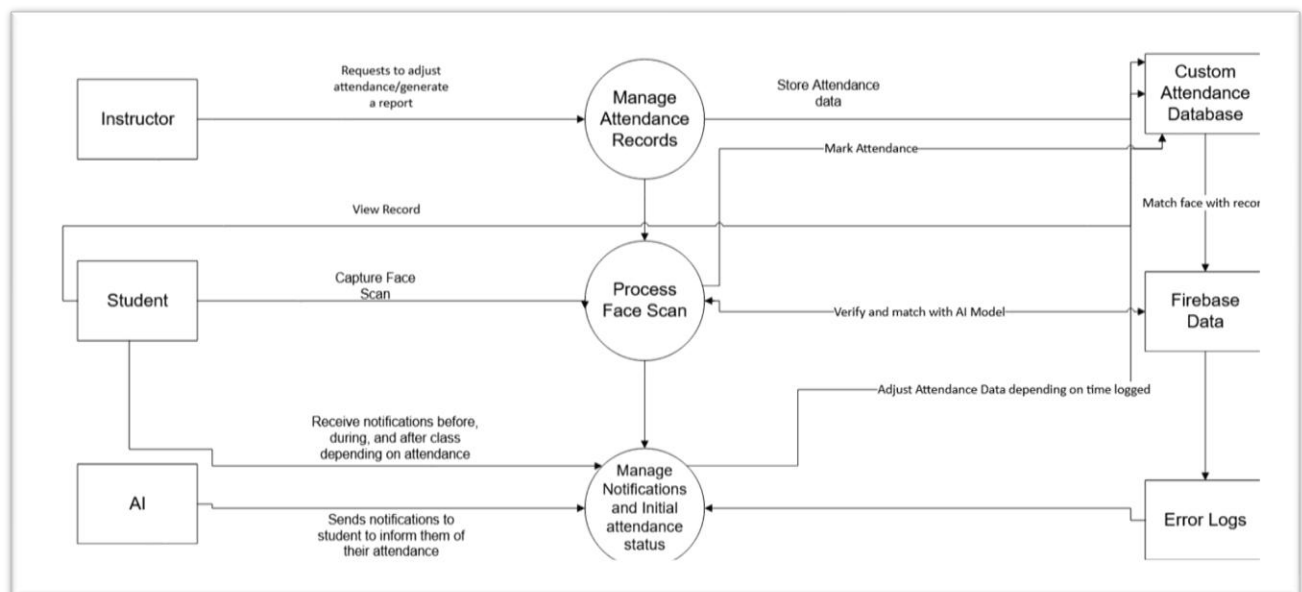 Requests to adjust
attendance/generate
a report
Instructor
Manage
Attendance
Records
Store Attendance
data
Custom
Attendance
Database
Mark Attendance
View Record
Match face with recor
Student
Capture Face
Scan
Process
Face Scan
Verify and match with AI Model
Firebase
Data
Adjust Attendance Data depending on time logged
Receive notifications before,
during, and after class
depending on attendance
AI
Sends notifications to
student to inform them of
their attendance
Manage
Notifications
and Initial
attendance
status
Error Logs